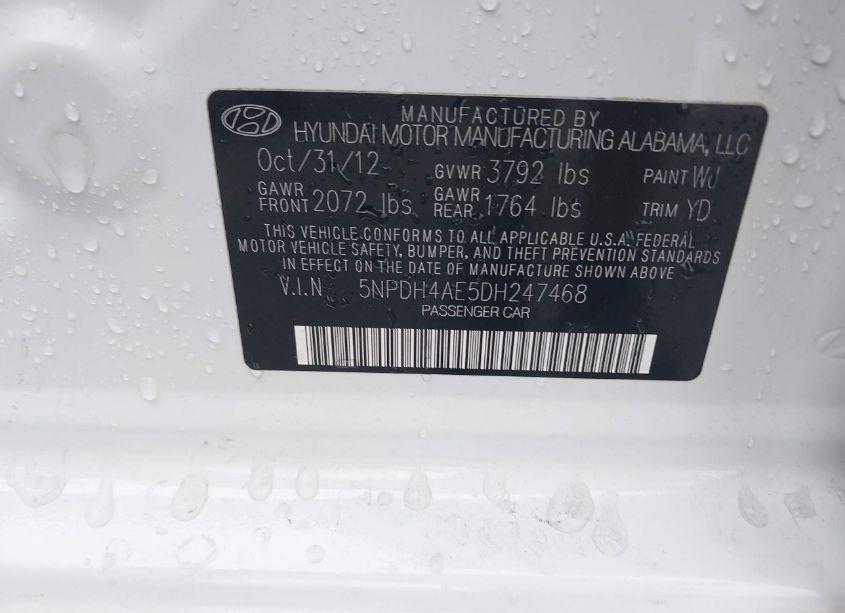 MANUFACTURED BY
HYUNDAI MOTOR MANUFACTURING ALABAMA, LLC
Oct/31/12 GVWR 3792 lbs PAINT WJ
GAWR FRONT 2072 lbs GAWR REAR 1764 lbs TRIM YD
THIS VEHICLE CONFORMS TO ALL APPLICABLE U.S.A. FEDERAL
MOTOR VEHICLE SAFETY, BUMPER, AND THEFT PREVENTION STANDARDS
IN EFFECT ON THE DATE OF MANUFACTURE SHOWN ABOVE
V.I.N 5NPDH4AE5DH247468
PASSENGER CAR